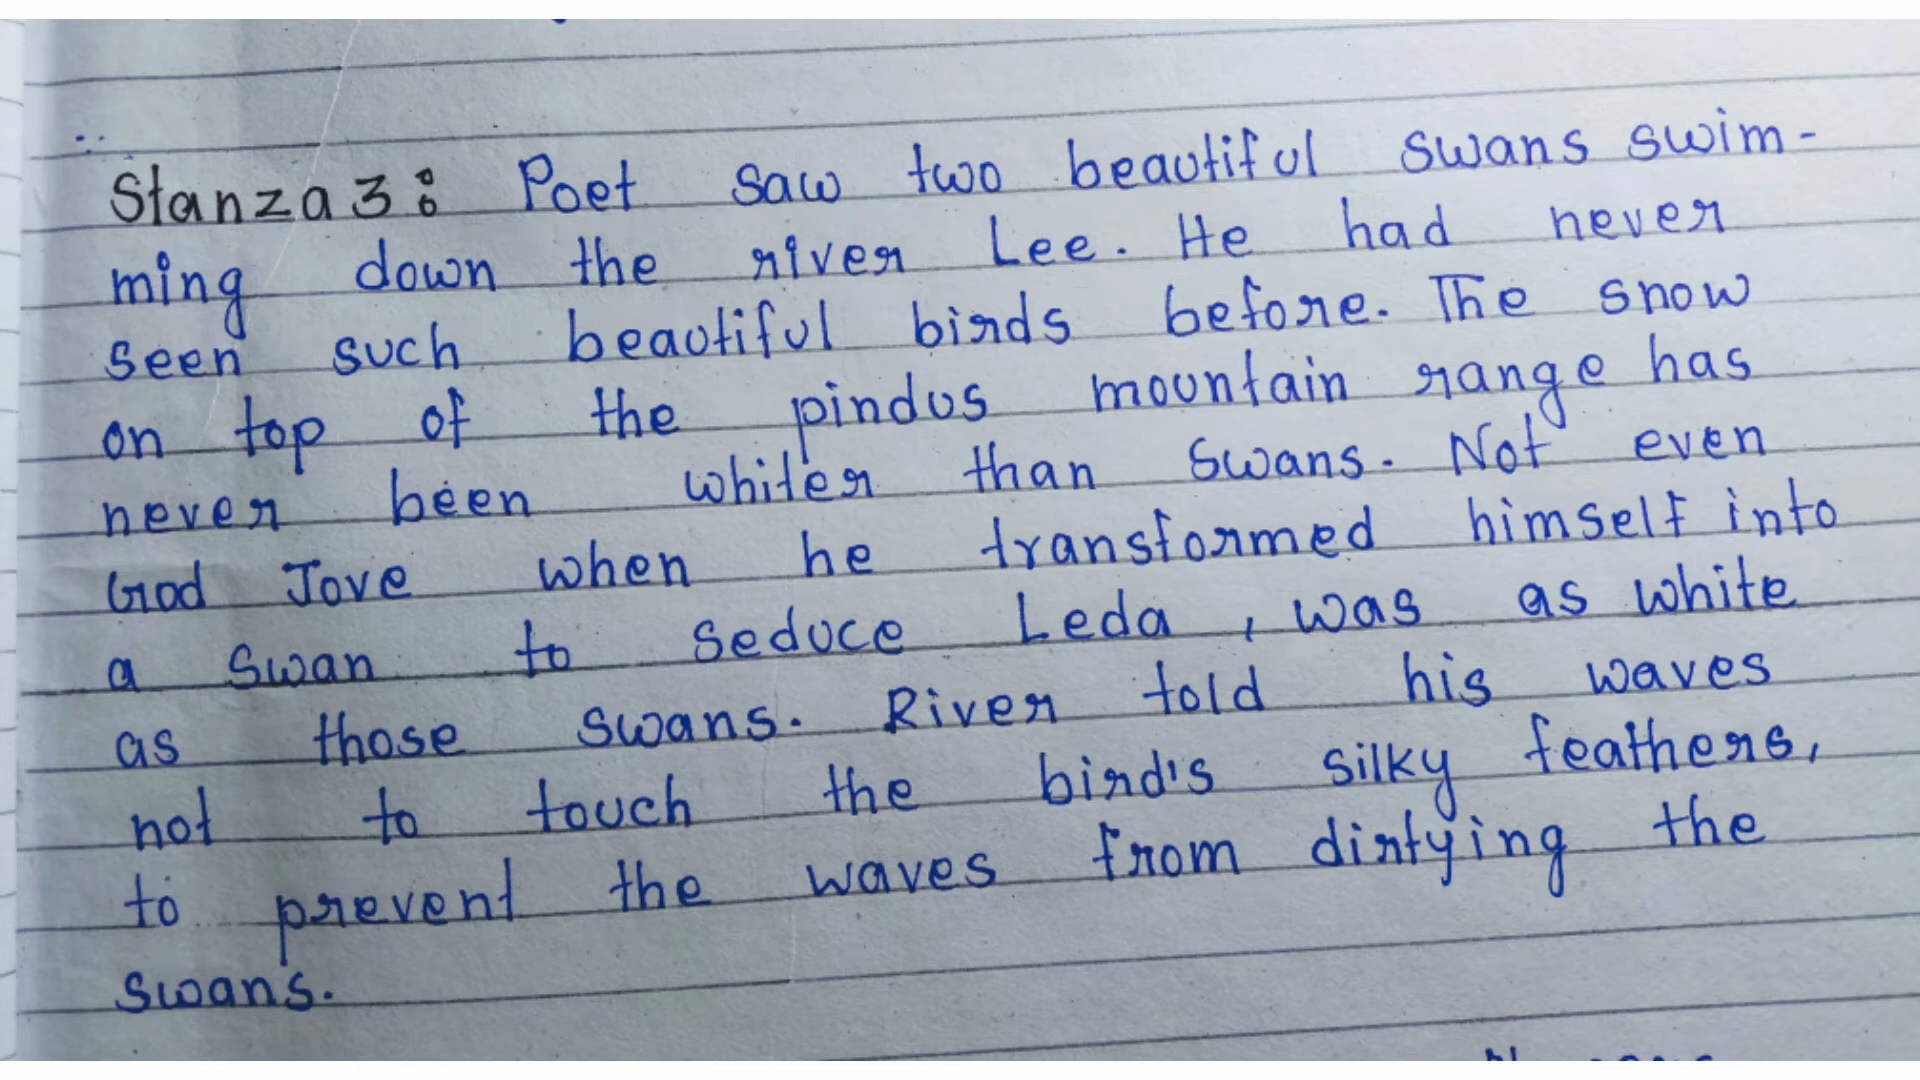 Stanza 3: Poet saw two beautiful swans swim-
ming down the river Lee. He had never
seen such beautiful birds before. The snow
on top of the pindus mountain range has
never been whiter than swans. Not even
God Jove when he transformed himself into
a swan to seduce Leda, was as white
as those swans. River told his waves
not to touch the bird's silky feathers,
to prevent the waves from dirtying the
swans.